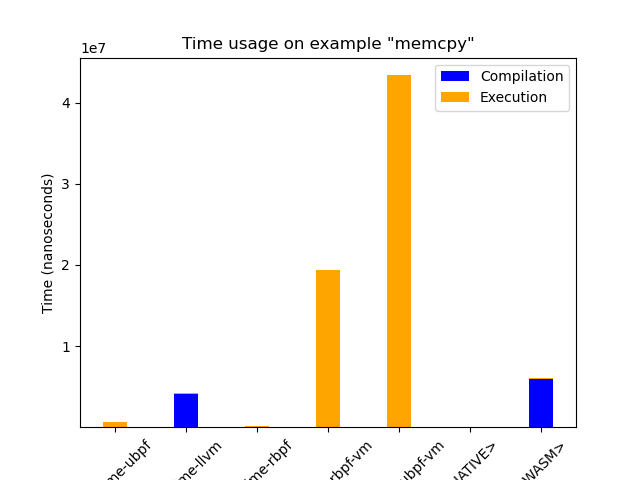 Time usage on example "memcpy"
1e7
Compilation
Execution
4
3
2
1
Time (nanoseconds)
me-ubpf
me-llvm
me-rbpf
rbpf-vm
ubpf-vm
NATIVE>
WASM>